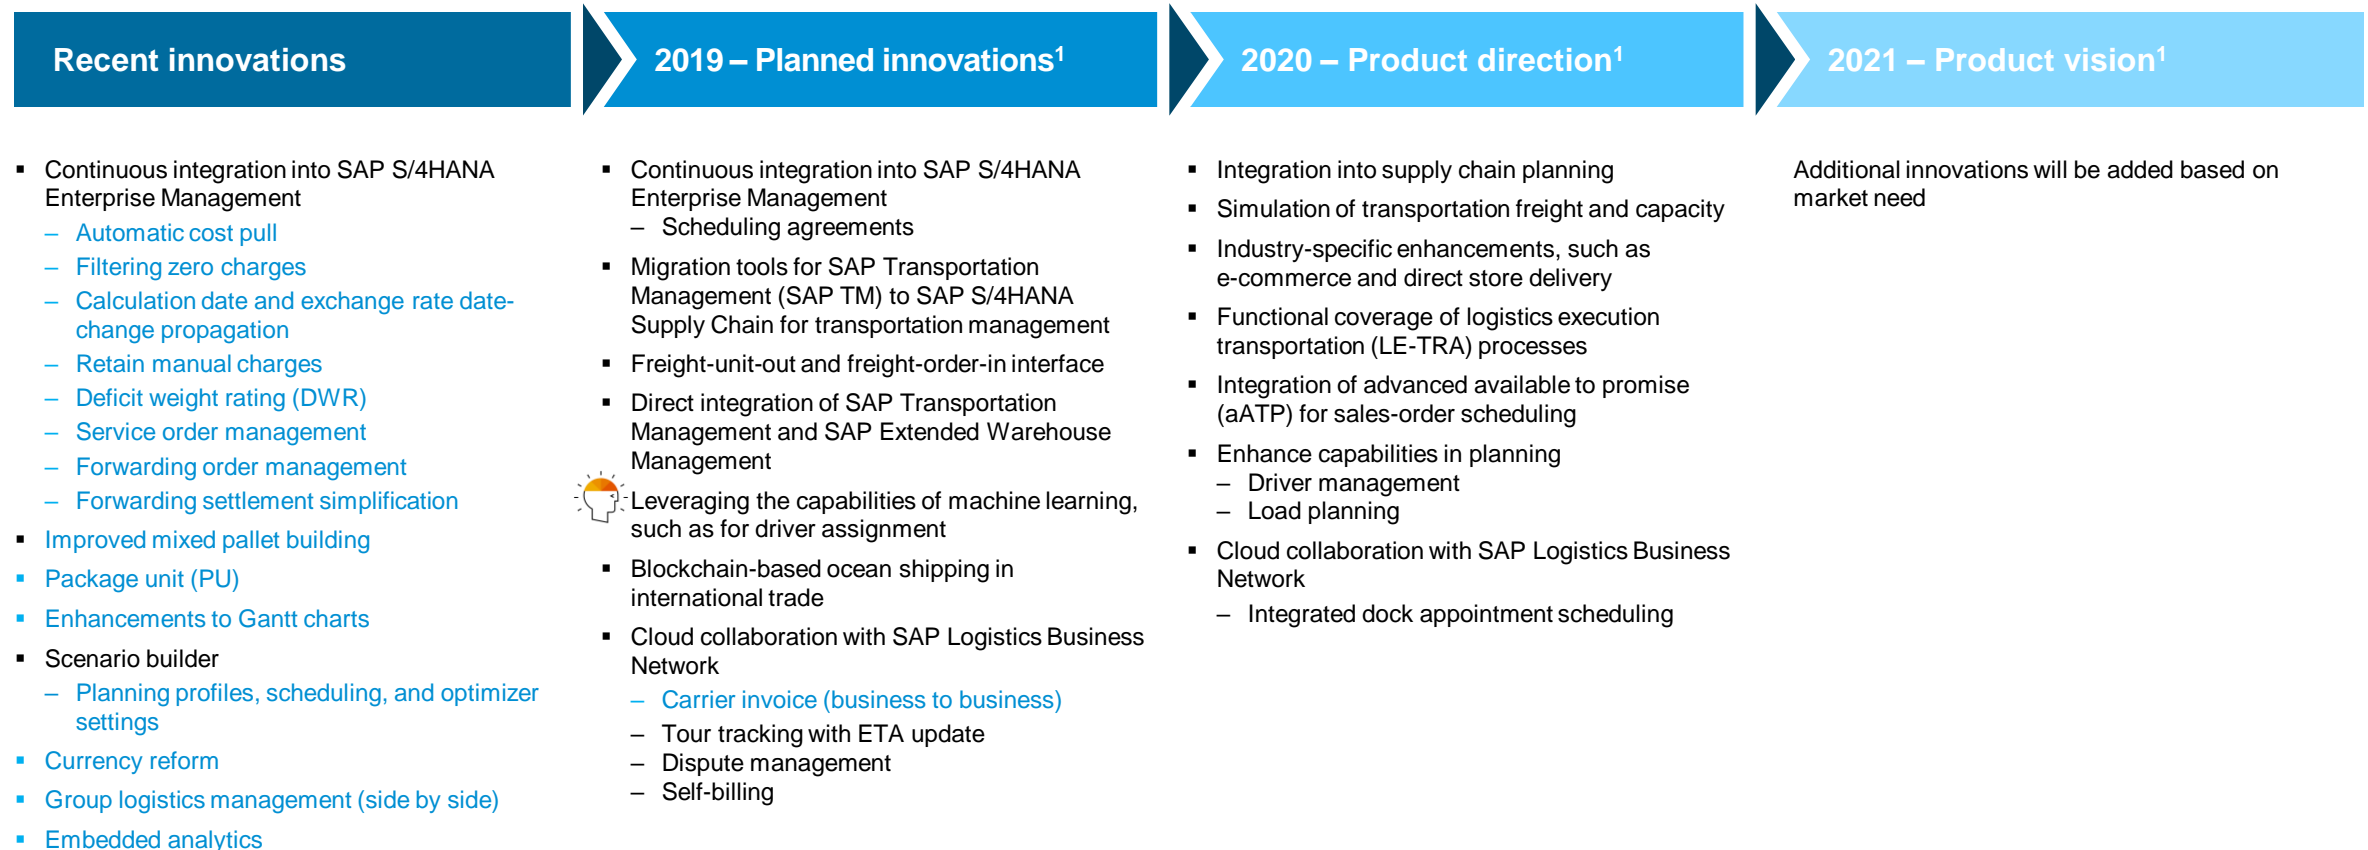 Recent innovations
2019 – Planned innovations¹
2020 – Product direction¹
2021 – Product vision¹
▪ Continuous integration into SAP S/4HANA
Enterprise Management
– Automatic cost pull
– Filtering zero charges
– Calculation date and exchange rate date-
change propagation
– Retain manual charges
– Deficit weight rating (DWR)
– Service order management
– Forwarding order management
– Forwarding settlement simplification
▪ Improved mixed pallet building
▪ Package unit (PU)
▪ Enhancements to Gantt charts
▪ Scenario builder
– Planning profiles, scheduling, and optimizer
settings
▪ Currency reform
▪ Group logistics management (side by side)
▪ Embedded analytics
▪ Continuous integration into SAP S/4HANA
Enterprise Management
– Scheduling agreements
▪ Migration tools for SAP Transportation
Management (SAP TM) to SAP S/4HANA
Supply Chain for transportation management
▪ Freight-unit-out and freight-order-in interface
▪ Direct integration of SAP Transportation
Management and SAP Extended Warehouse
Management
Leveraging the capabilities of machine learning,
such as for driver assignment
▪ Blockchain-based ocean shipping in
international trade
▪ Cloud collaboration with SAP Logistics Business
Network
– Carrier invoice (business to business)
– Tour tracking with ETA update
– Dispute management
– Self-billing
▪ Integration into supply chain planning
▪ Simulation of transportation freight and capacity
▪ Industry-specific enhancements, such as
e-commerce and direct store delivery
▪ Functional coverage of logistics execution
transportation (LE-TRA) processes
▪ Integration of advanced available to promise
(aATP) for sales-order scheduling
▪ Enhance capabilities in planning
– Driver management
– Load planning
▪ Cloud collaboration with SAP Logistics Business
Network
– Integrated dock appointment scheduling
Additional innovations will be added based on
market need